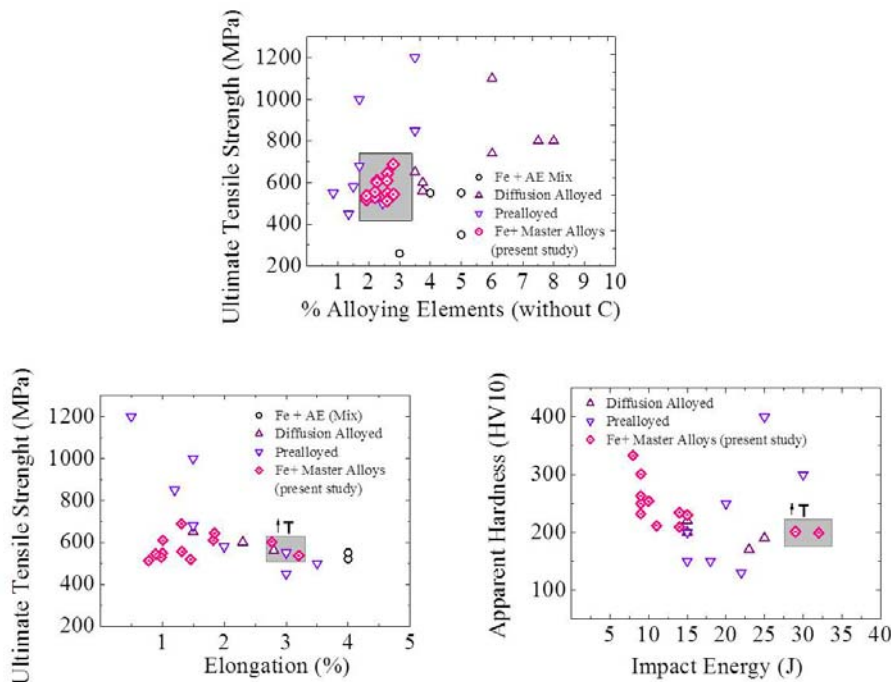 Ultimate Tensile Strength (MPa)
1200
1000
800
600
400
200
Fe + AE Mix
Diffusion Alloyed
Prealloyed
Fe+ Master Alloys
(present study)
1 2 3 4 5 6 7 8 9 10
% Alloying Elements (without C)
Ultimate Tensile Strenght (MPa)
1200
1000
800
600
400
200
Fe + AE (Mix)
Diffusion Alloyed
Prealloyed
Fe+ Master Alloys
(present study)
↑T
1 2 3 4 5
Elongation (%)
Apparent Hardness (HV10)
400
300
200
100
Diffusion Alloyed
Prealloyed
Fe+ Master Alloys (present study)
↑T
5 10 15 20 25 30 35 40
Impact Energy (J)